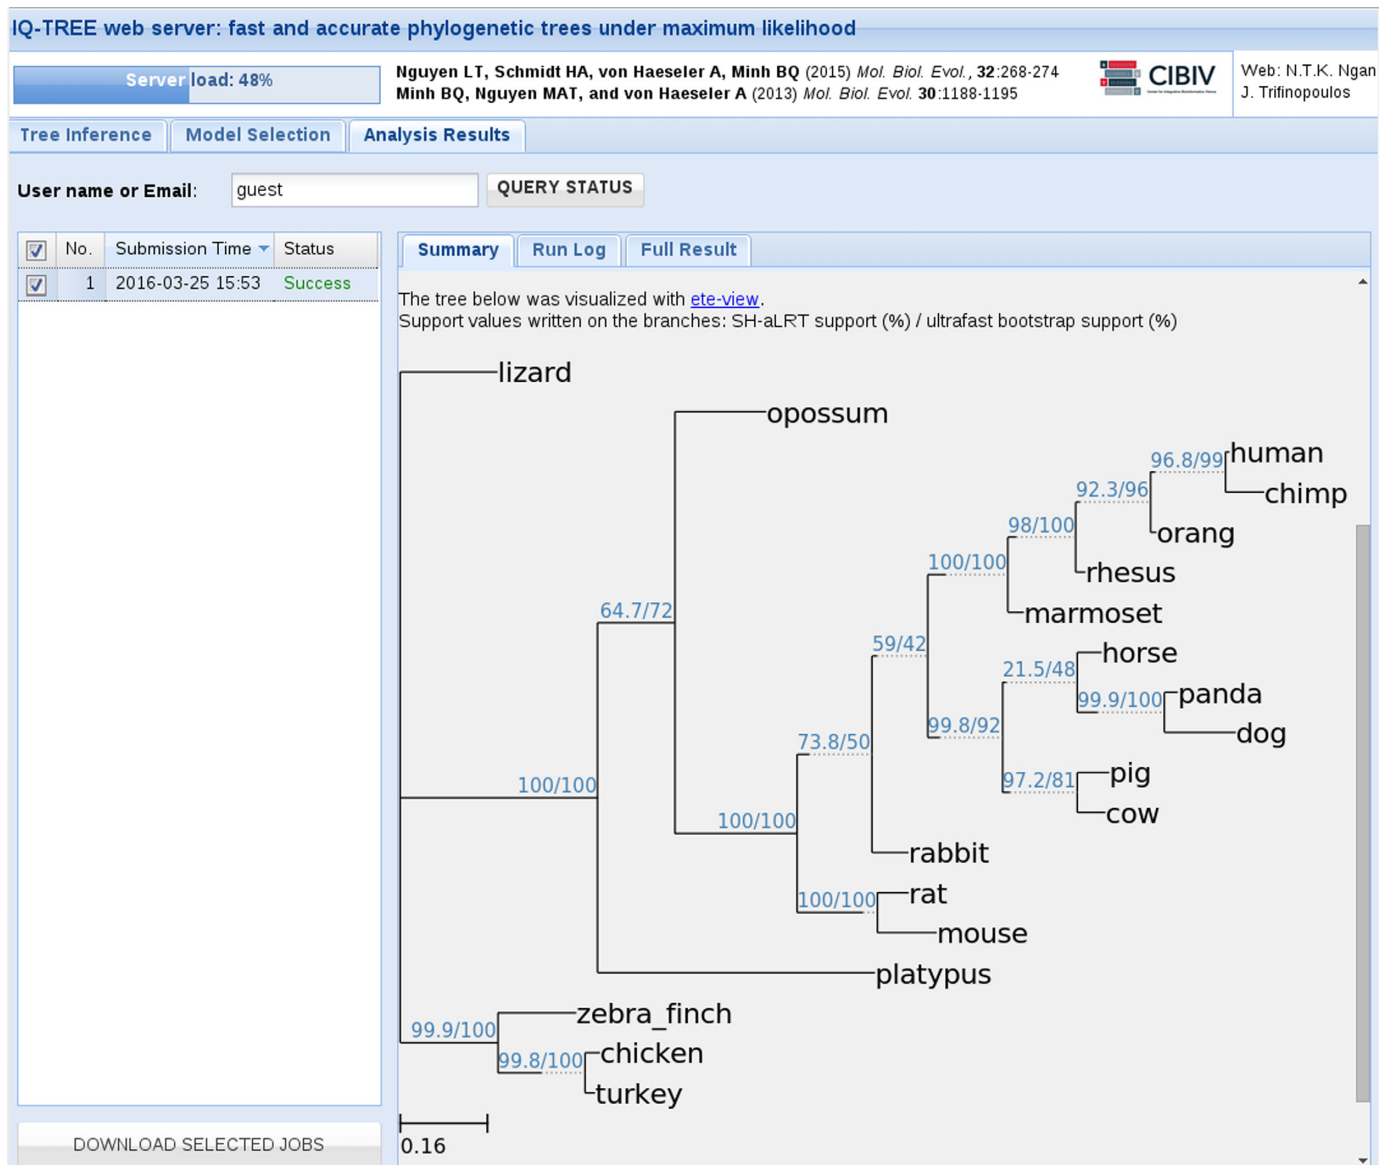 IQ-TREE web server: fast and accurate phylogenetic trees under maximum likelihood
Server load: 48%
Nguyen LT, Schmidt HA, von Haeseler A, Minh BQ (2015) Mol. Biol. Evol., 32:268-274
Minh BQ, Nguyen MAT, and von Haeseler A (2013) Mol. Biol. Evol. 30:1188-1195
CIBIV
Center for Integrative Bioinformatics Vienna
Web: N.T.K. Ngan
J. Trifinopoulos
Tree Inference
Model Selection
Analysis Results
User name or Email:
guest
QUERY STATUS
No.
Submission Time
Status
1
2016-03-25 15:53
Success
Summary
Run Log
Full Result
The tree below was visualized with ete-view.
Support values written on the branches: SH-aLRT support (%) / ultrafast bootstrap support (%)
lizard
opossum
human
96.8/99
92.3/96
chimp
98/100
orang
100/100
rhesus
64.7/72
marmoset
59/42
horse
21.5/48
panda
99.9/100
99.8/92
dog
73.8/50
pig
97.2/81
100/100
cow
100/100
rabbit
rat
100/100
mouse
platypus
zebra_finch
99.9/100
chicken
99.8/100
turkey
0.16
DOWNLOAD SELECTED JOBS